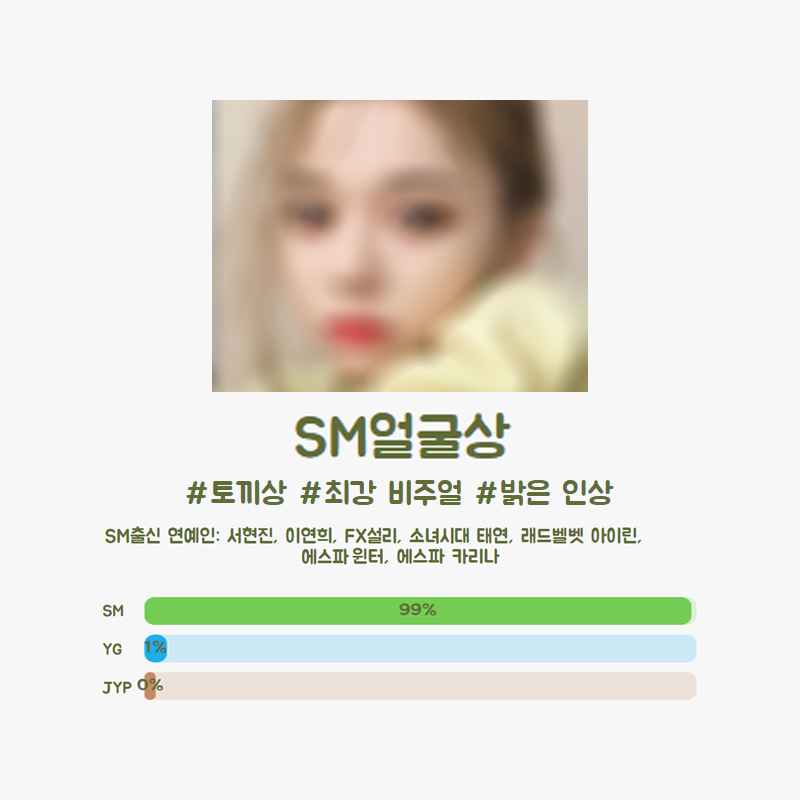 SM얼굴상
#토끼상 #최강 비주얼 #밝은 인상
SM출신 연예인: 서현진, 이연희, FX설리, 소녀시대 태연, 래드벨벳 아이린,
에스파 윈터, 에스파 카리나
SM 99%
YG 1%
JYP 0%